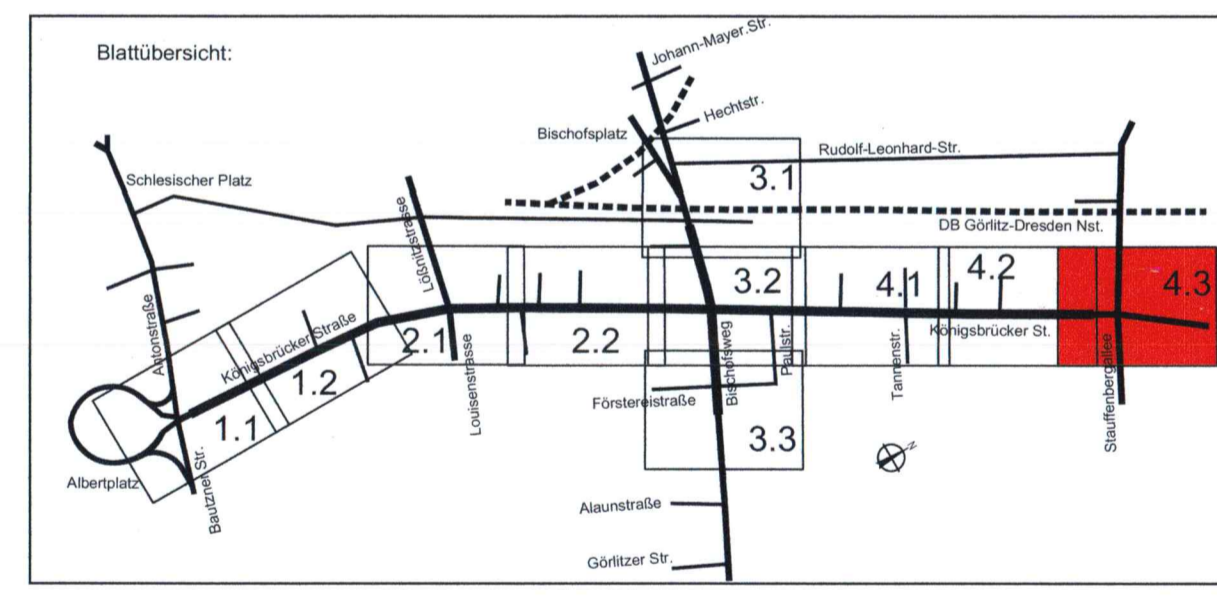 Blattübersicht:
Johann-Mayer.Str.
Hechtstr.
Bischofsplatz
Rudolf-Leonhard-Str.
3.1
Schlesischer Platz
DB Görlitz-Dresden Nst.
Lößnitzstrasse
3.2
4.1
4.2
4.3
Antonstraße
Königsbrücker Straße
2.1
2.2
Königsbrücker St.
1.2
1.1
Louisenstrasse
Bischofsweg
Paulstr.
Tannenstr.
Stauffenbergallee
Förstereistraße
3.3
N
Albertplatz
Bautzner Str.
Alaunstraße
Görlitzer Str.